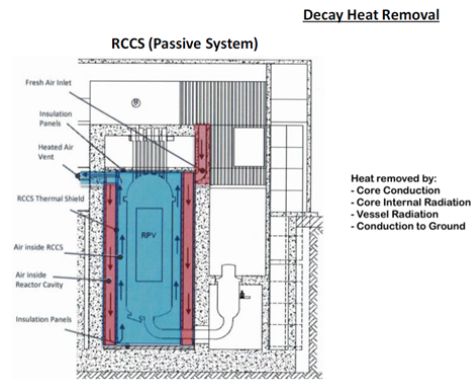 Decay Heat Removal
RCCS (Passive System)
Fresh Air Inlet
Insulation
Panels
Heated Air
Vent
RCCS Thermal Shield
Air inside RCCS
Air Inside
Reactor Cavity
Insulation Panels
RPV
Heat removed by:
- Core Conduction
- Core Internal Radiation
- Vessel Radiation
- Conduction to Ground